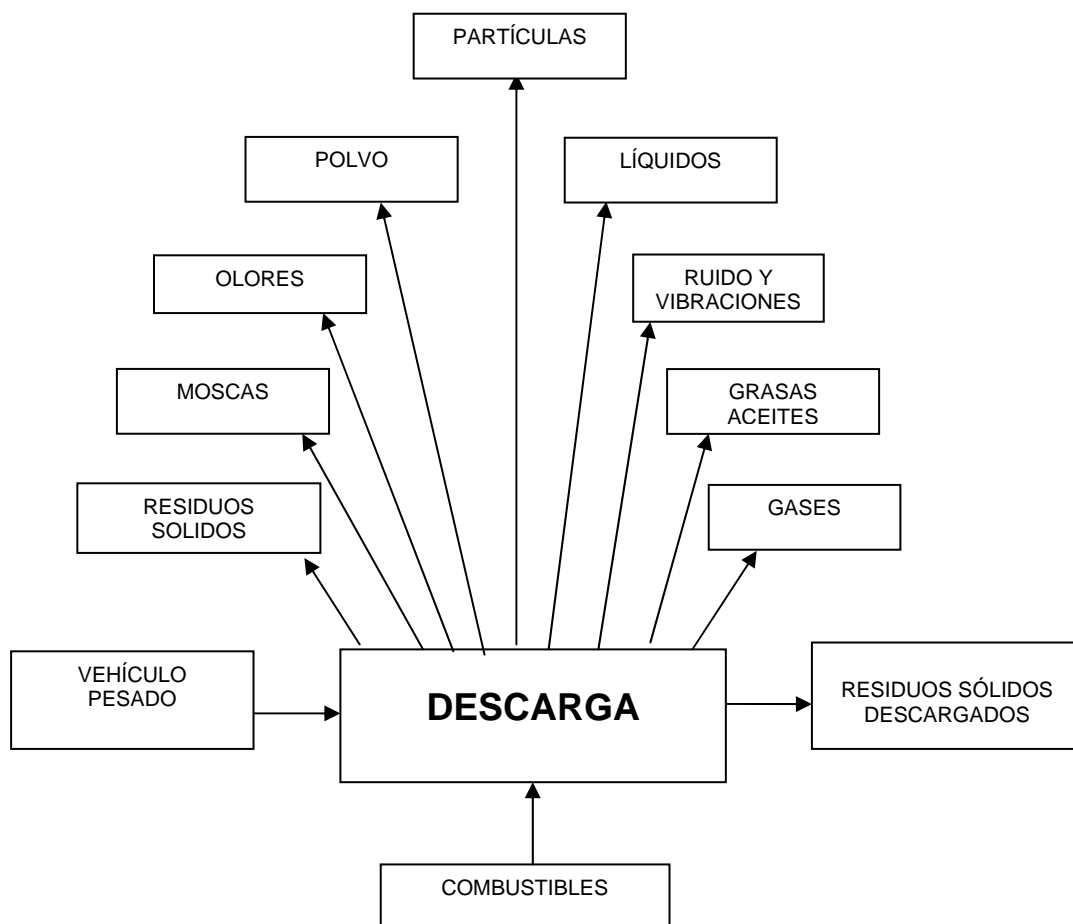 PARTÍCULAS
POLVO
LÍQUIDOS
OLORES
RUIDO Y
VIBRACIONES
MOSCAS
GRASAS
ACEITES
RESIDUOS
SOLIDOS
GASES
VEHÍCULO
PESADO
DESCARGA
RESIDUOS SÓLIDOS
DESCARGADOS
COMBUSTIBLES